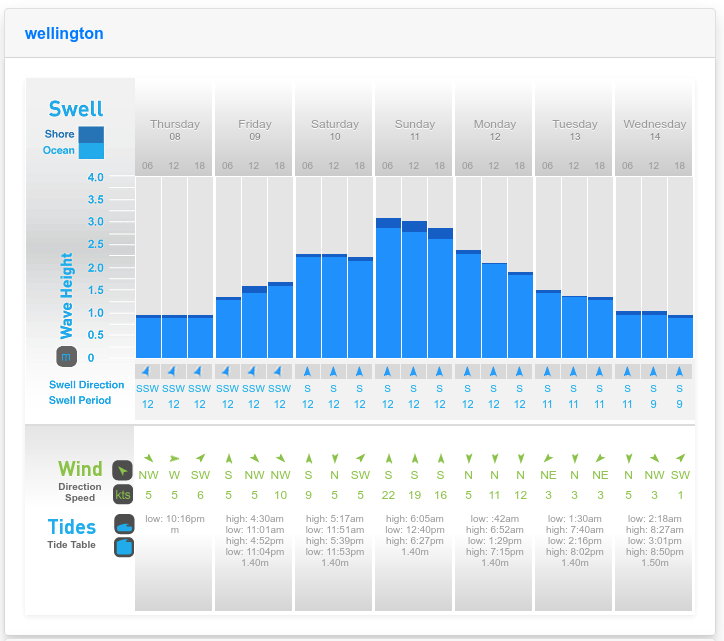 wellington
Swell
Shore
Ocean
Thursday Friday Saturday Sunday Monday Tuesday Wednesday
08 09 10 11 12 13 14
06 12 18 06 12 18 06 12 18 06 12 18 06 12 18 06 12 18 06 12 18
4.0
3.5
3.0
2.5
2.0
1.5
1.0
0.5
0
Wave Height
m
Swell Direction SSW SSW SSW SSW SSW SSW S S S S S S S S S S S S S S S
Swell Period 12 12 12 12 12 12 12 12 12 12 12 12 12 12 12 11 11 11 11 9 9
Wind
Direction NW W SW S NW NW S N SW S S S N N N NE N NE N NW SW
Speed kts 5 5 6 5 5 10 9 5 5 22 19 16 5 11 12 3 3 3 5 3 1
Tides
Tide Table
low: 10:16pm
m
high: 4:30am
low: 11:01am
high: 4:52pm
low: 11:04pm
1.40m
high: 5:17am
low: 11:51am
high: 5:39pm
low: 11:53pm
1.40m
high: 6:05am
low: 12:40pm
high: 6:27pm
1.40m
low: :42am
high: 6:52am
low: 1:29pm
high: 7:15pm
1.40m
low: 1:30am
high: 7:40am
low: 2:16pm
high: 8:02pm
1.40m
low: 2:18am
high: 8:27am
low: 3:01pm
high: 8:50pm
1.50m